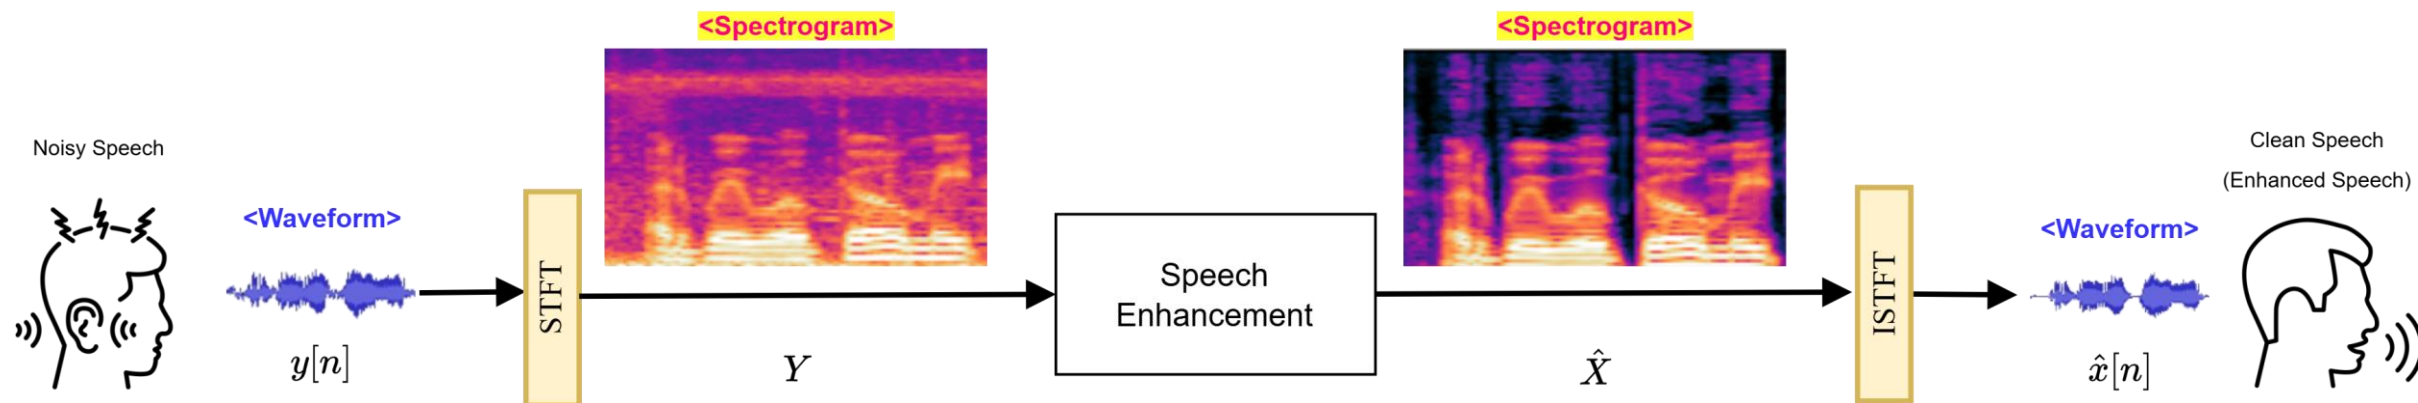 Noisy Speech
<Waveform>
y[n]
STFT
<Spectrogram>
Y
Speech
Enhancement
<Spectrogram>
X̂
ISTFT
<Waveform>
x̂[n]
Clean Speech
(Enhanced Speech)